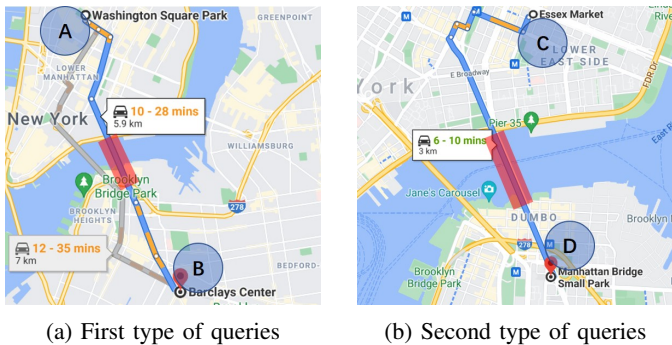 Washington Square Park
A
GREENPOINT
LOWER
MANHATTAN
10 - 28 mins
5.9 km
New York
WILLIAMSBURG
Brooklyn
Bridge Park
BROOKLYN
HEIGHTS
278
12 - 35 mins
7 km
B
BEDFORD-
Barclays Center
(a) First type of queries
Essex Market
C
LOWER
EAST SIDE
E Broadway
FDR Dr
York
Pier 35
6 - 10 mins
3 km
East R
Jane's Carousel
DUMBO
D
278
M
Manhattan Bridge
Small Park
Brooklyn
Bridge Park
(b) Second type of queries